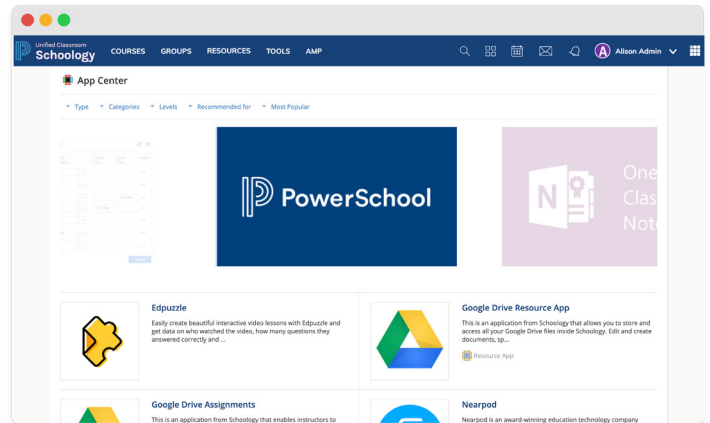 Unified Classroom
Schoology
COURSES GROUPS RESOURCES TOOLS AMP
A Alison Admin
App Center
Type Categories Levels Recommended for Most Popular
PowerSchool
N
One
Clas
Not
Edpuzzle
Easily create beautiful interactive video lessons with Edpuzzle and
get data on who watched the video, how many questions they
answered correctly and ...
Google Drive Resource App
This is an application from Schoology that allows you to store and
access all your Google Drive files inside Schoology. Edit and create
documents, sp...
Resource App
Google Drive Assignments
This is an application from Schoology that enables instructors to
Nearpod
Nearpod is an award-winning education technology company